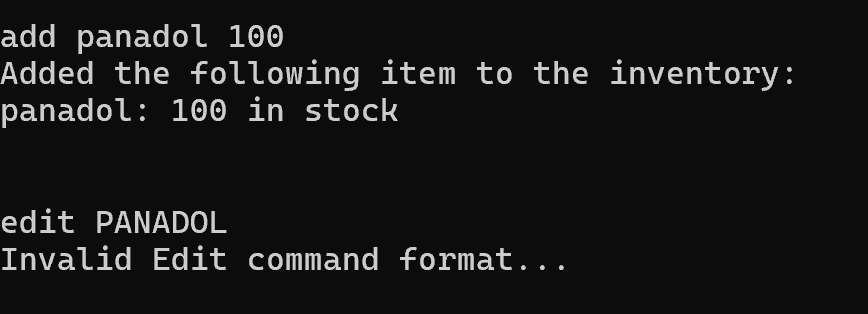 add panadol 100
Added the following item to the inventory:
panadol: 100 in stock
edit PANADOL
Invalid Edit command format...